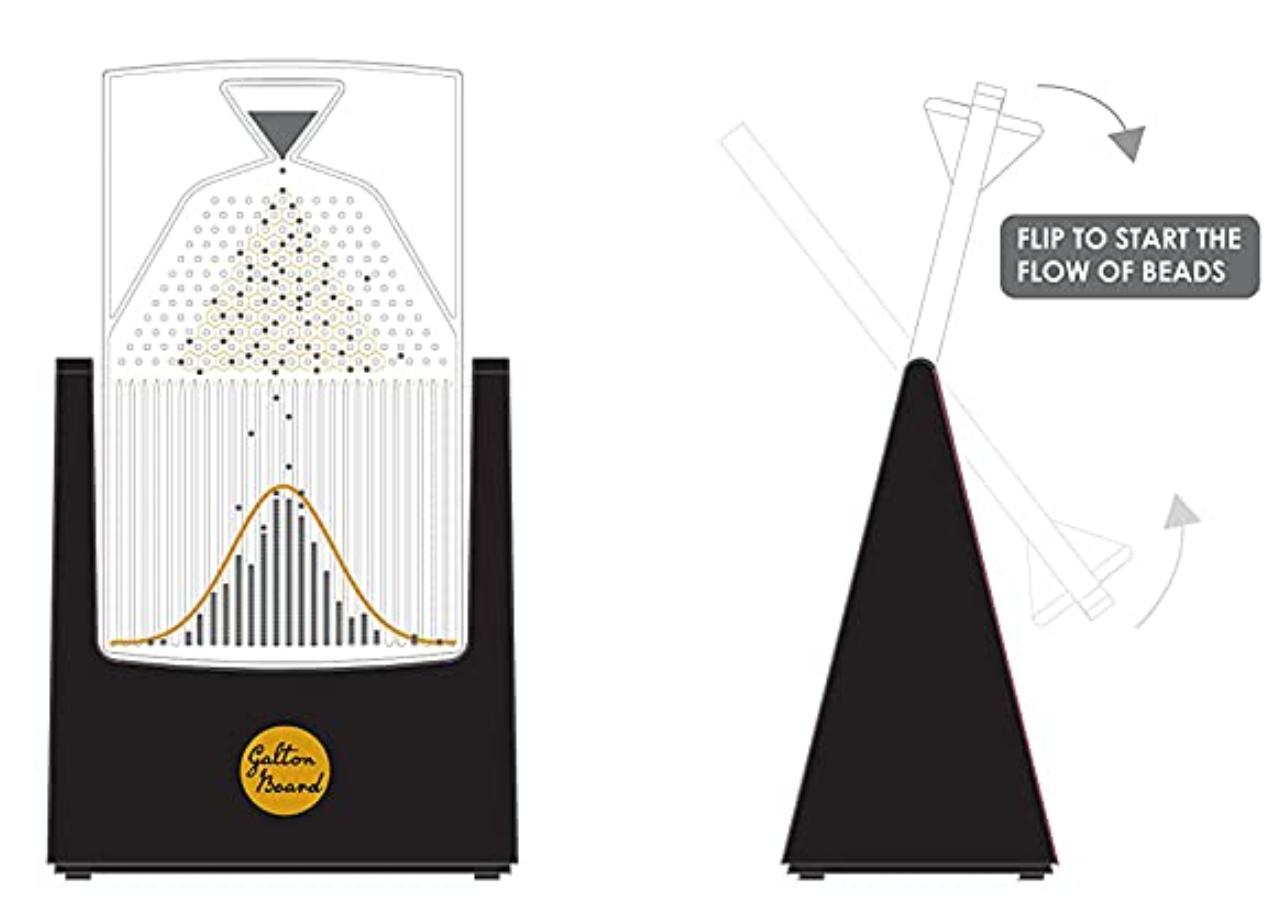 FLIP TO START THE
FLOW OF BEADS
Galton
Board